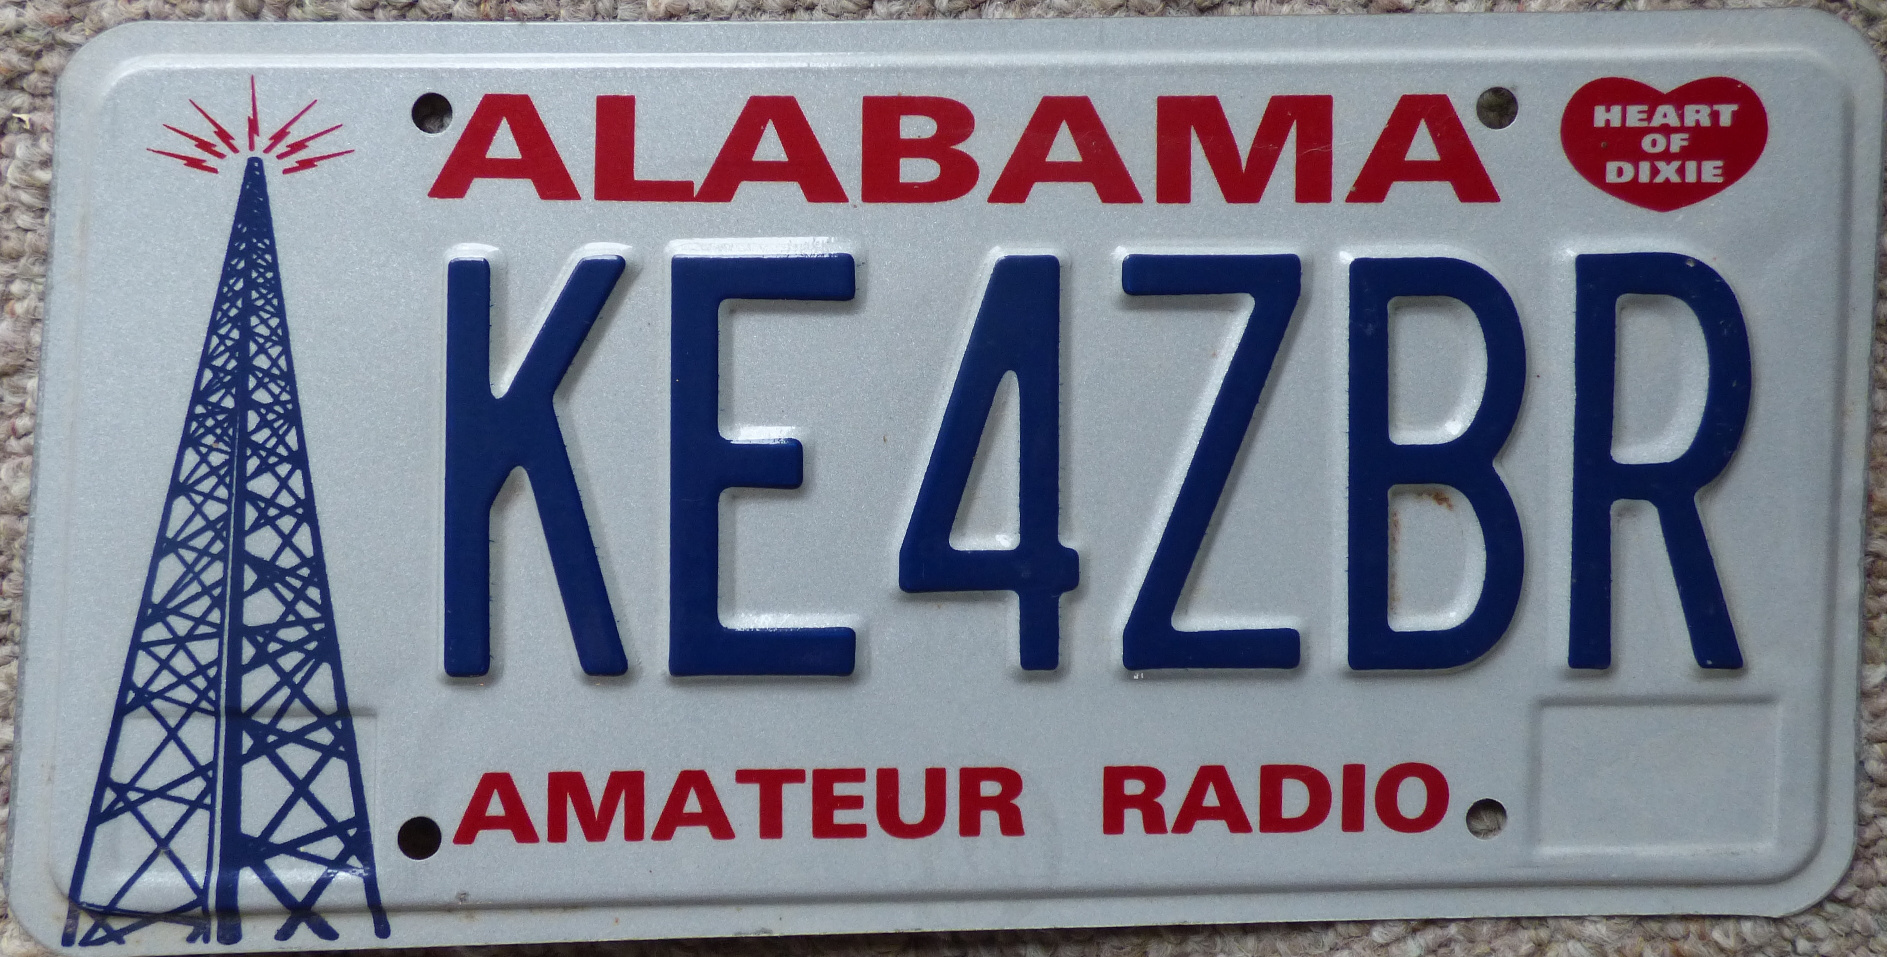 ALABAMA
HEART
OF
DIXIE
KE4ZBR
AMATEUR RADIO